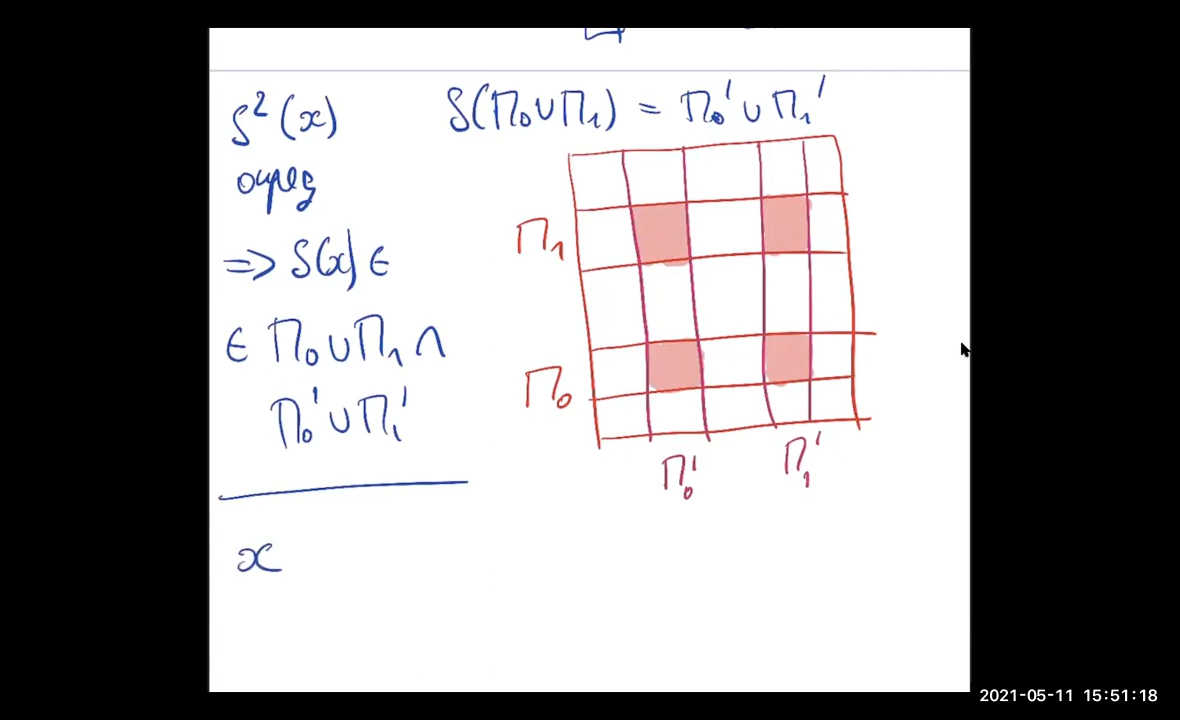 S²(x)
S(Π₀∪Π₁) = Π₀'∪Π₁'
опред
=> S(x) ∈
∈ Π₀∪Π₁∩
Π₀'∪Π₁'
x
Π₁
Π₀
Π₀'
Π₁'
2021-05-11 15:51:18